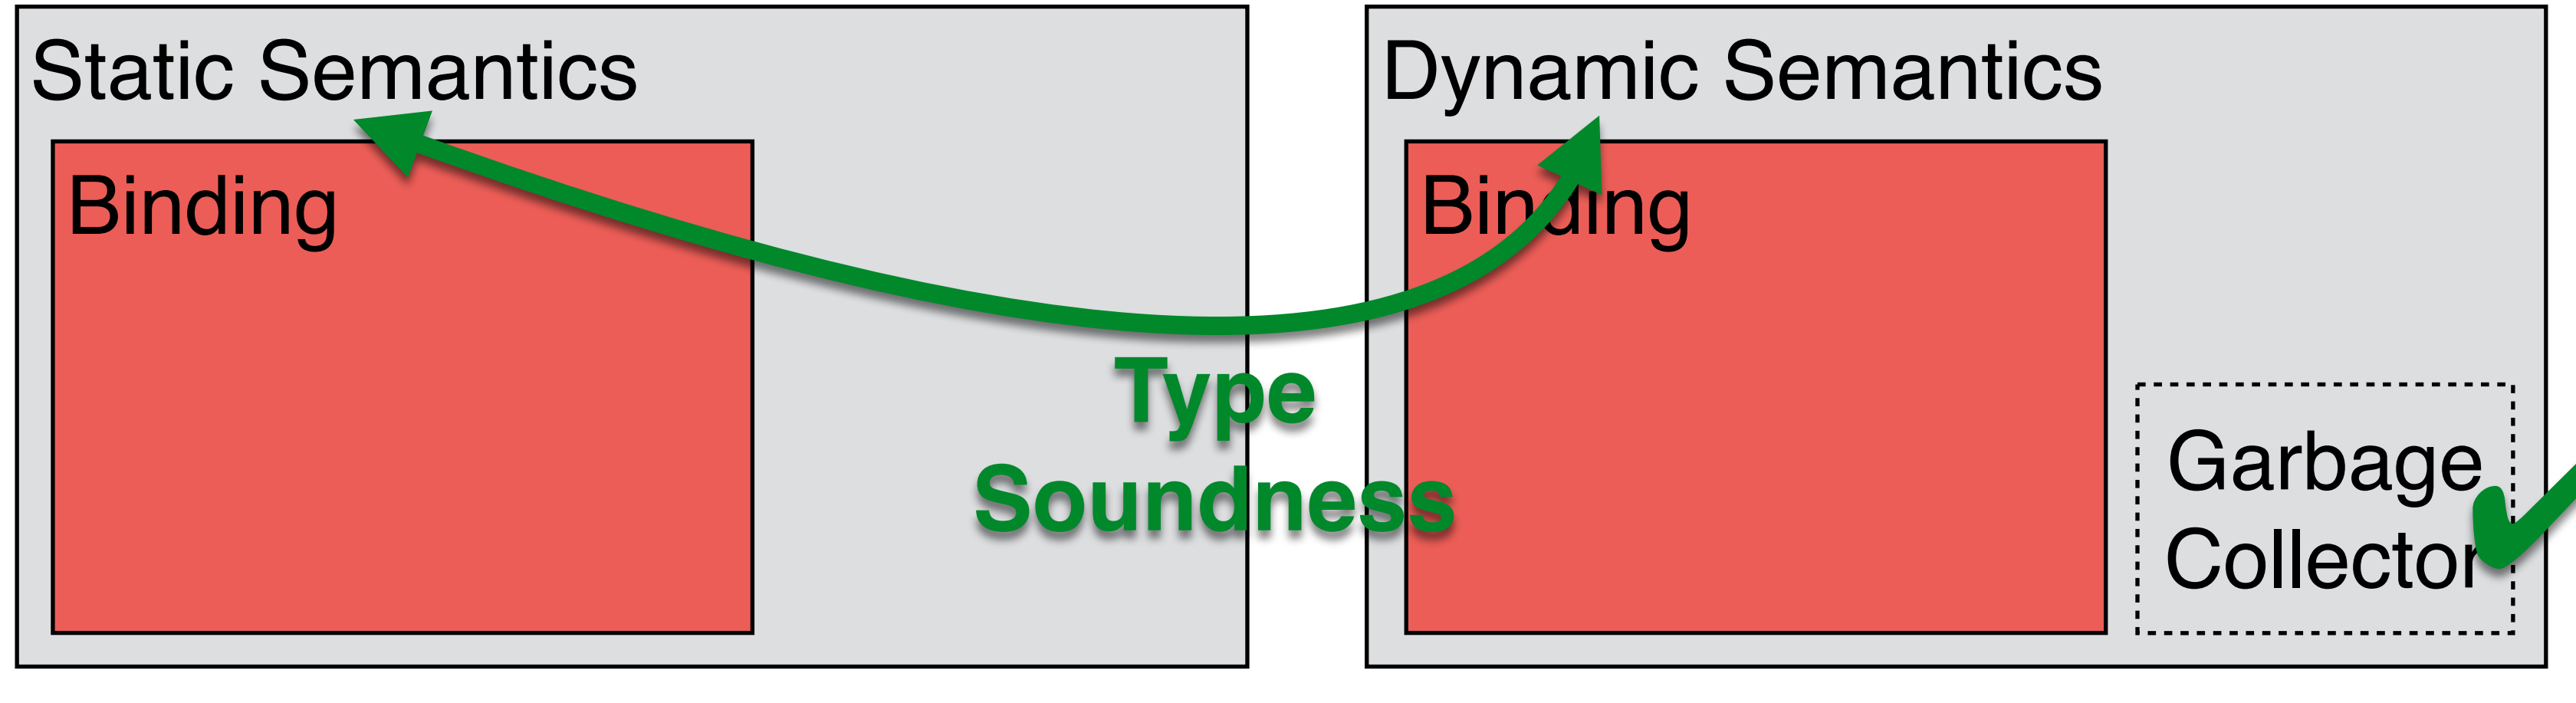 Static Semantics
Binding
Type
Soundness
Dynamic Semantics
Binding
Garbage
Collector